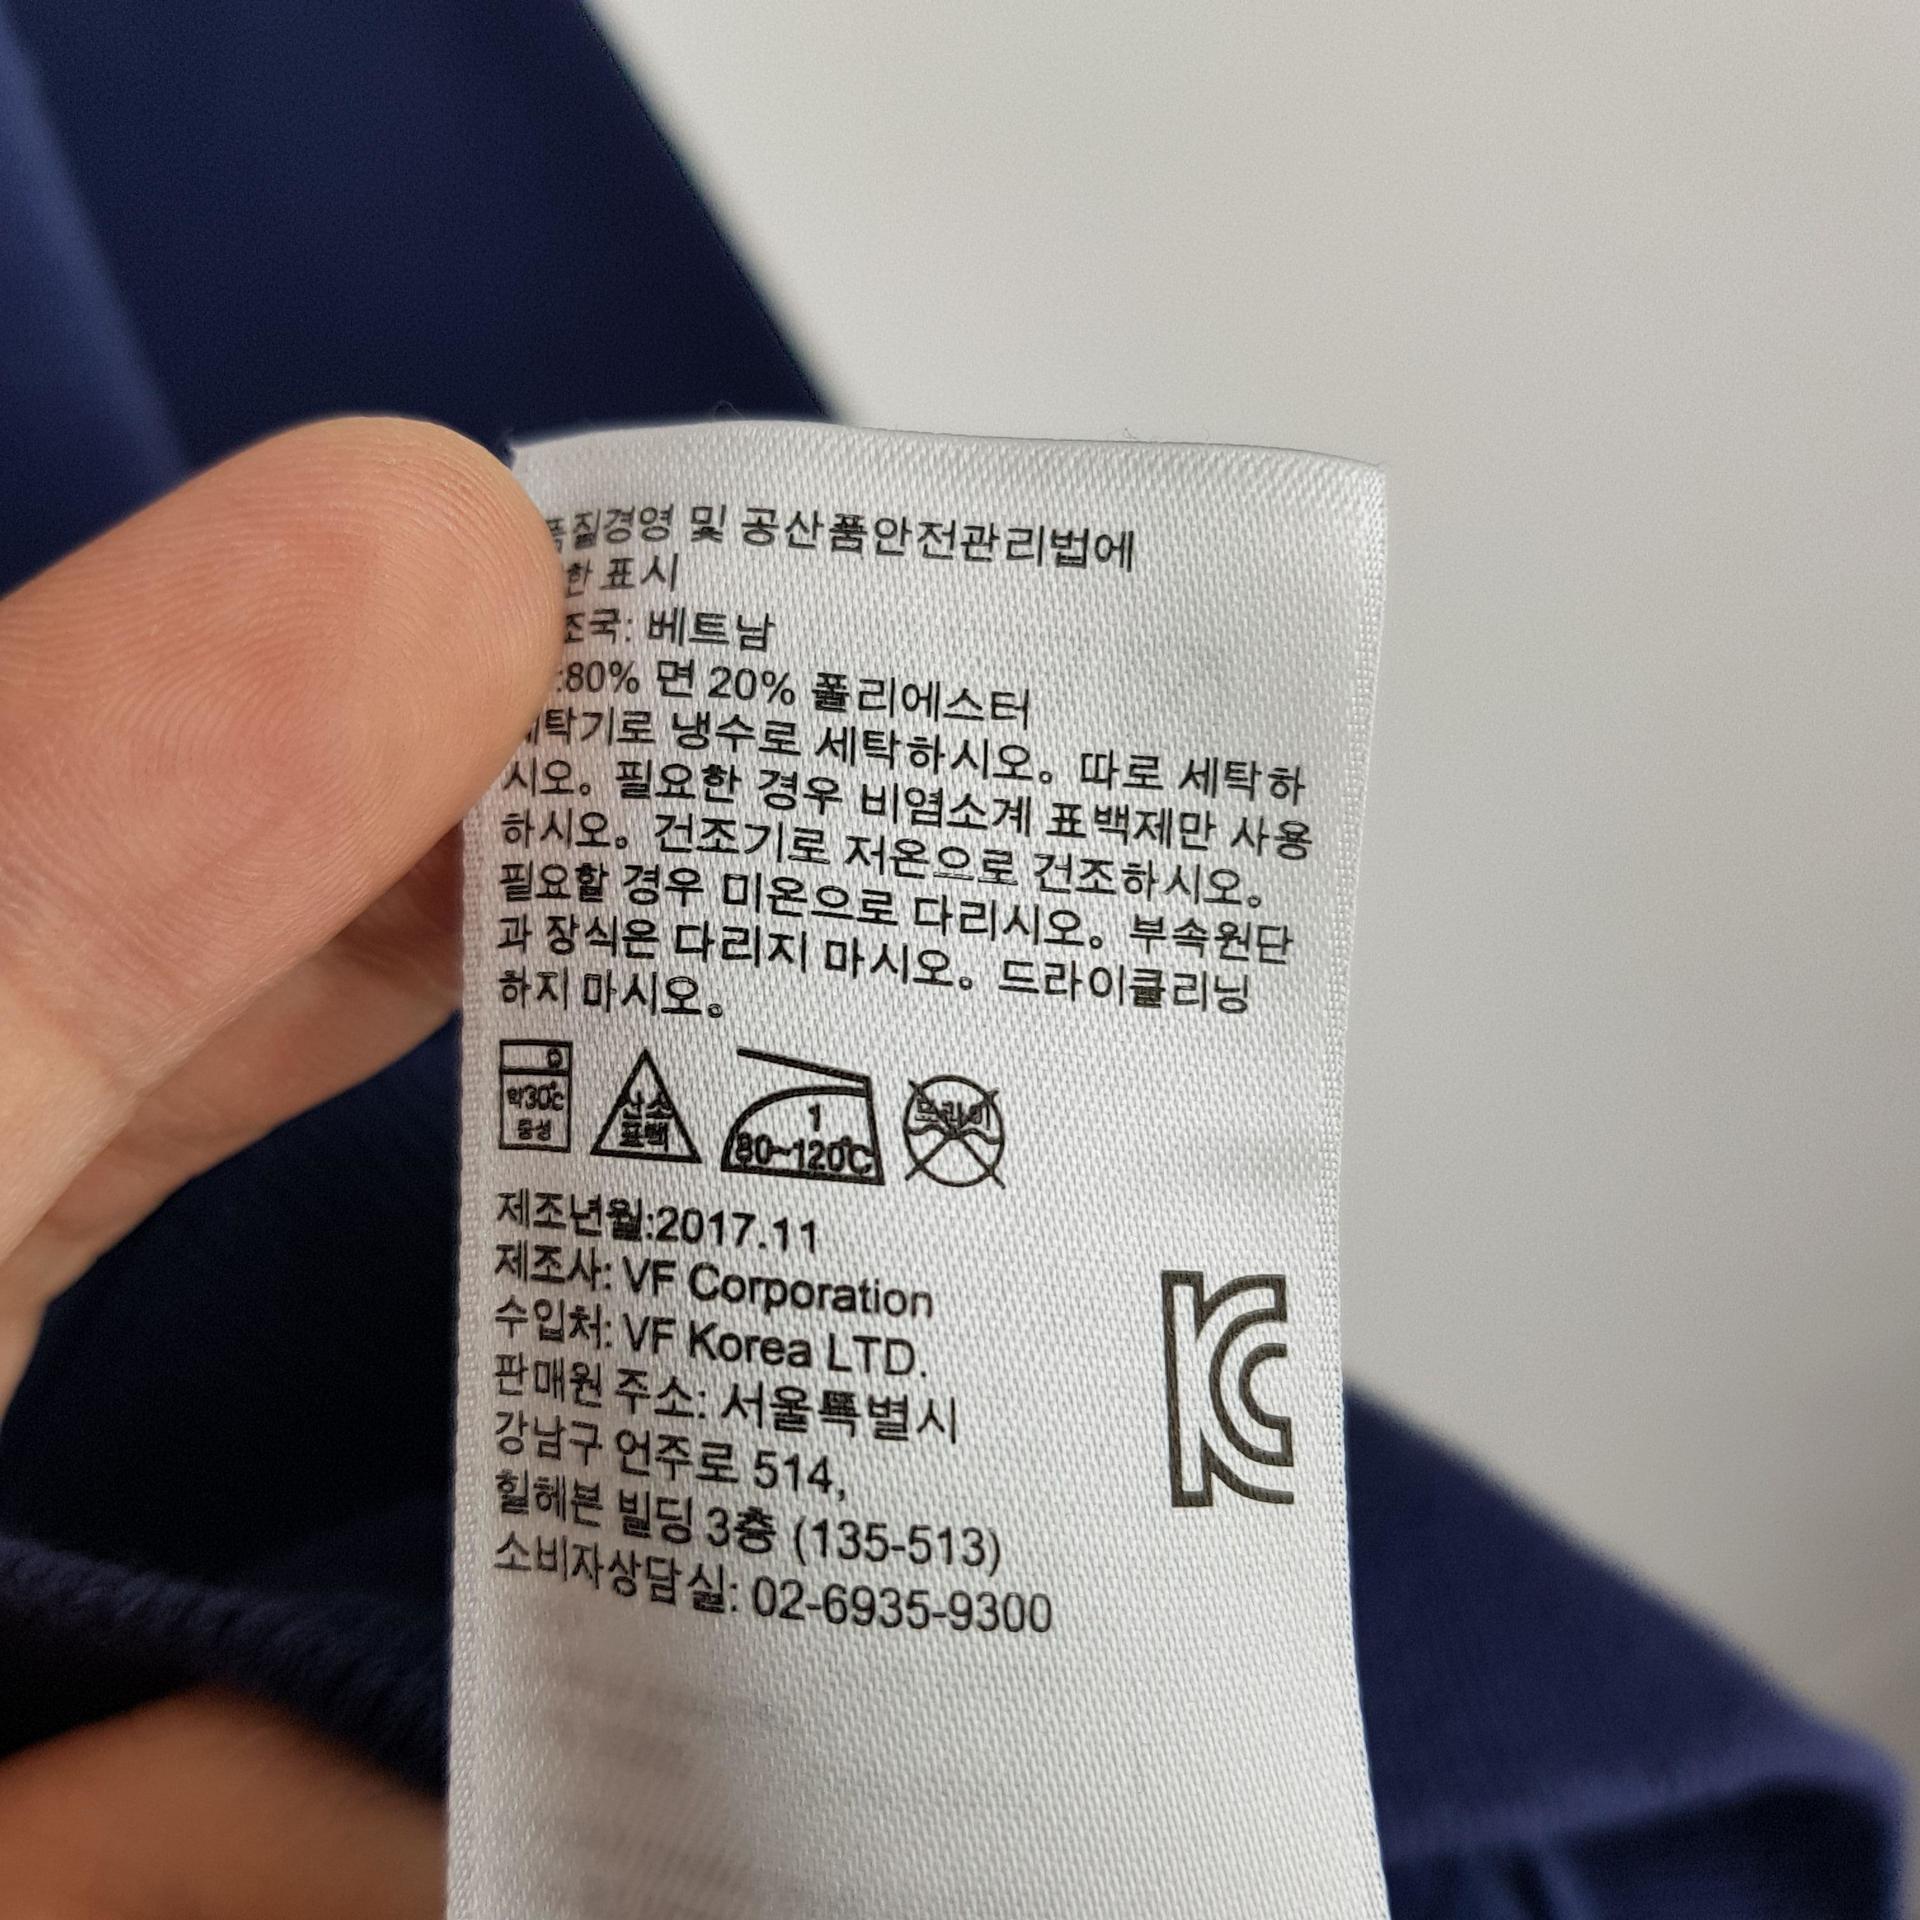 품질경영 및 공산품안전관리법에
한 표시
조국: 베트남
:80% 면 20% 폴리에스터
세탁기로 냉수로 세탁하시오。 따로 세탁하
시오。 필요한 경우 비염소계 표백제만 사용
하시오。 건조기로 저온으로 건조하시오。
필요할 경우 미온으로 다리시오。 부속원단
과 장식은 다리지 마시오。 드라이클리닝
하지 마시오。
약30℃
중성
산소
표백
1
80~120℃
드라이
제조년월:2017.11
제조사: VF Corporation
수입처: VF Korea LTD.
판매원 주소: 서울특별시
강남구 언주로 514,
힐헤븐 빌딩 3층 (135-513)
소비자상담실: 02-6935-9300
KC